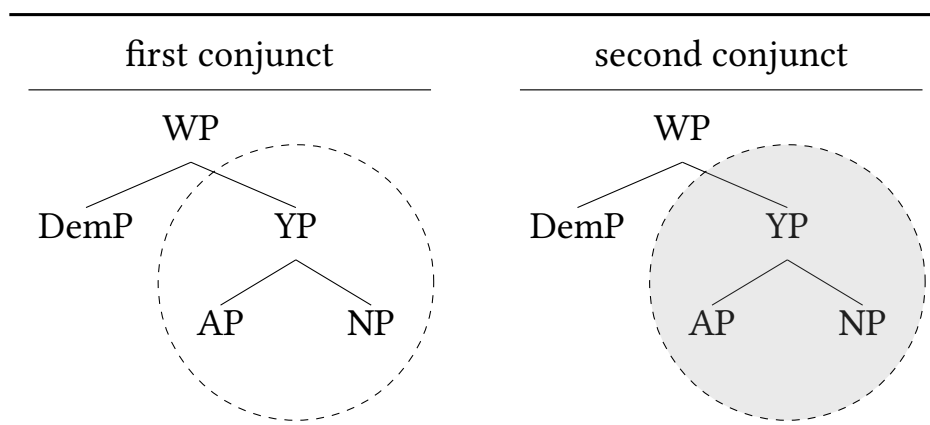 first conjunct second conjunct
WP WP
DemP YP DemP YP
AP NP AP NP